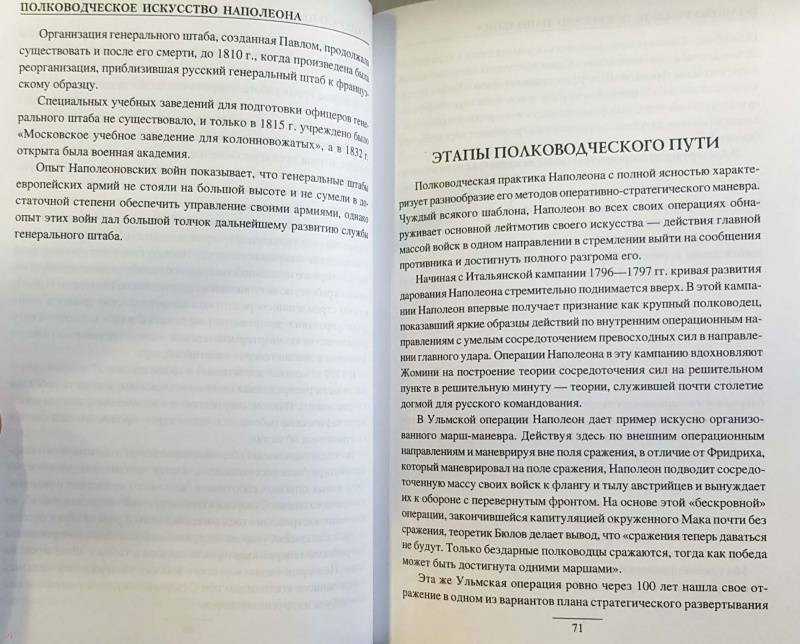 ПОЛКОВОДЧЕСКОЕ ИСКУССТВО НАПОЛЕОНА
Организация генерального штаба, созданная Павлом, продолжала
существовать и после его смерти, до 1810 г., когда произведена была
реорганизация, приблизившая русский генеральный штаб к француз-
скому образцу.
Специальных учебных заведений для подготовки офицеров гене-
рального штаба не существовало, и только в 1815 г. учреждено было
«Московское учебное заведение для колонновожатых», а в 1832 г.
открыта была военная академия.
Опыт Наполеоновских войн показывает, что генеральные штабы
европейских армий не стояли на большой высоте и не сумели в до-
статочной степени обеспечить управление своими армиями, однако
опыт этих войн дал большой толчок дальнейшему развитию службы
генерального штаба.
ЭТАПЫ ПОЛКОВОДЧЕСКОГО ПУТИ
Полководческая практика Наполеона с полной ясностью характе-
ризует разнообразие его методов оперативно-стратегического маневра.
Чуждый всякого шаблона, Наполеон во всех своих операциях обна-
руживает основной лейтмотив своего искусства — действия главной
массой войск в одном направлении в стремлении выйти на сообщения
противника и достигнуть полного разгрома его.
Начиная с Итальянской кампании 1796—1797 гг. кривая развития
дарования Наполеона стремительно поднимается вверх. В этой кампа-
нии Наполеон впервые получает признание как крупный полководец,
показавший яркие образцы действий по внутренним операционным на-
правлениям с умелым сосредоточением превосходных сил в направле-
нии главного удара. Операции Наполеона в эту кампанию вдохновляют
Жомини на построение теории сосредоточения сил на решительном
пункте в решительную минуту — теории, служившей почти столетие
догмой для русского командования.
В Ульмской операции Наполеон дает пример искусно организо-
ванного марш-маневра. Действуя здесь по внешним операционным
направлениям и маневрируя вне поля сражения, в отличие от Фридриха,
который маневрировал на поле сражения, Наполеон подводит сосредо-
точенную массу своих войск к флангу и тылу австрийцев и вынуждает
их к обороне с перевернутым фронтом. На основе этой «бескровной»
операции, закончившейся капитуляцией окруженного Мака почти без
сражения, теоретик Бюлов делает вывод, что «сражения теперь даваться
не будут. Только бездарные полководцы сражаются, тогда как победа
может быть достигнута одними маршами».
Эта же Ульмская операция ровно через 100 лет нашла свое от-
ражение в одном из вариантов плана стратегического развертывания
71